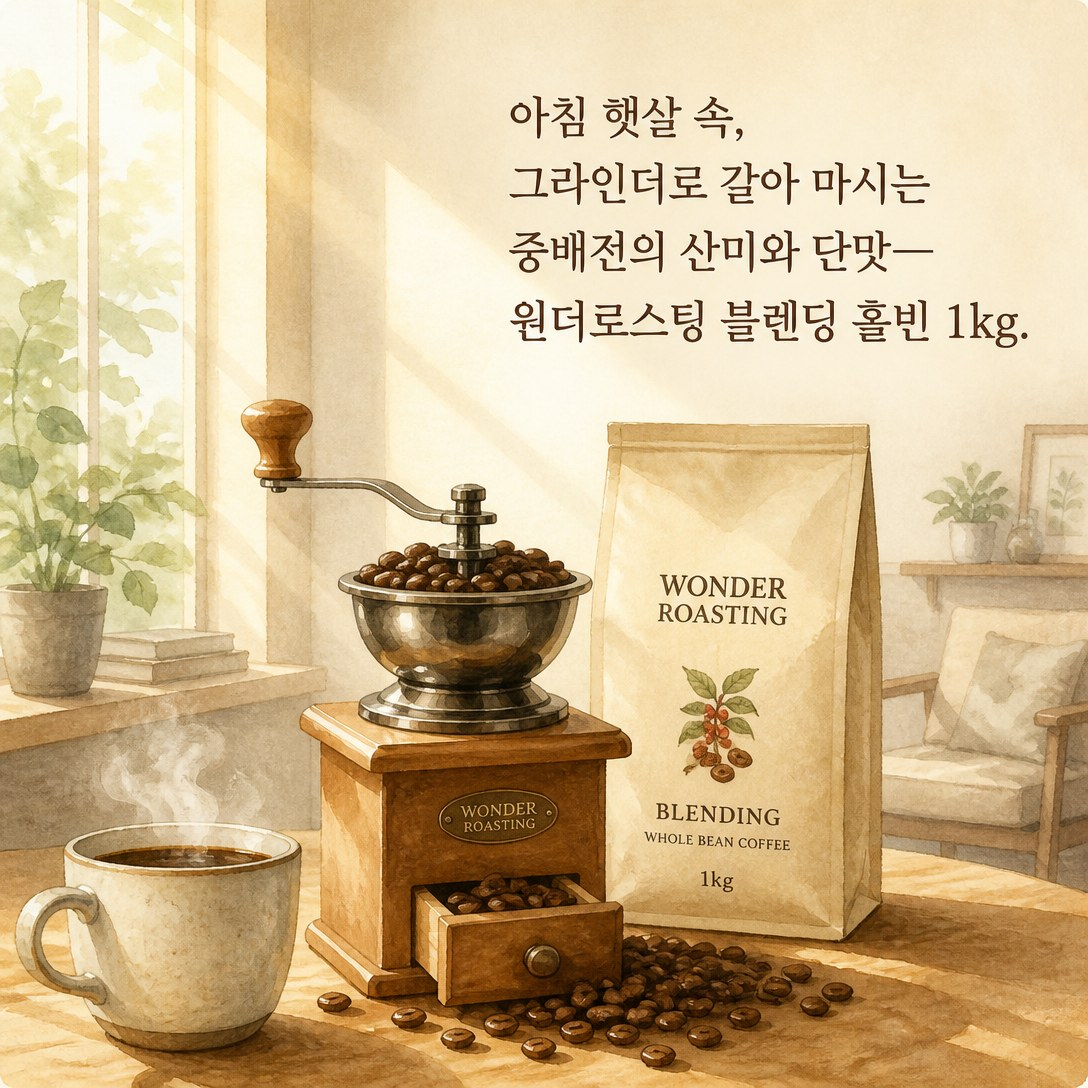 아침 햇살 속,
그라인더로 갈아 마시는
중배전의 산미와 단맛—
원더로스팅 블렌딩 홀빈 1kg.
WONDER
ROASTING
BLENDING
WHOLE BEAN COFFEE
1kg
WONDER
ROASTING